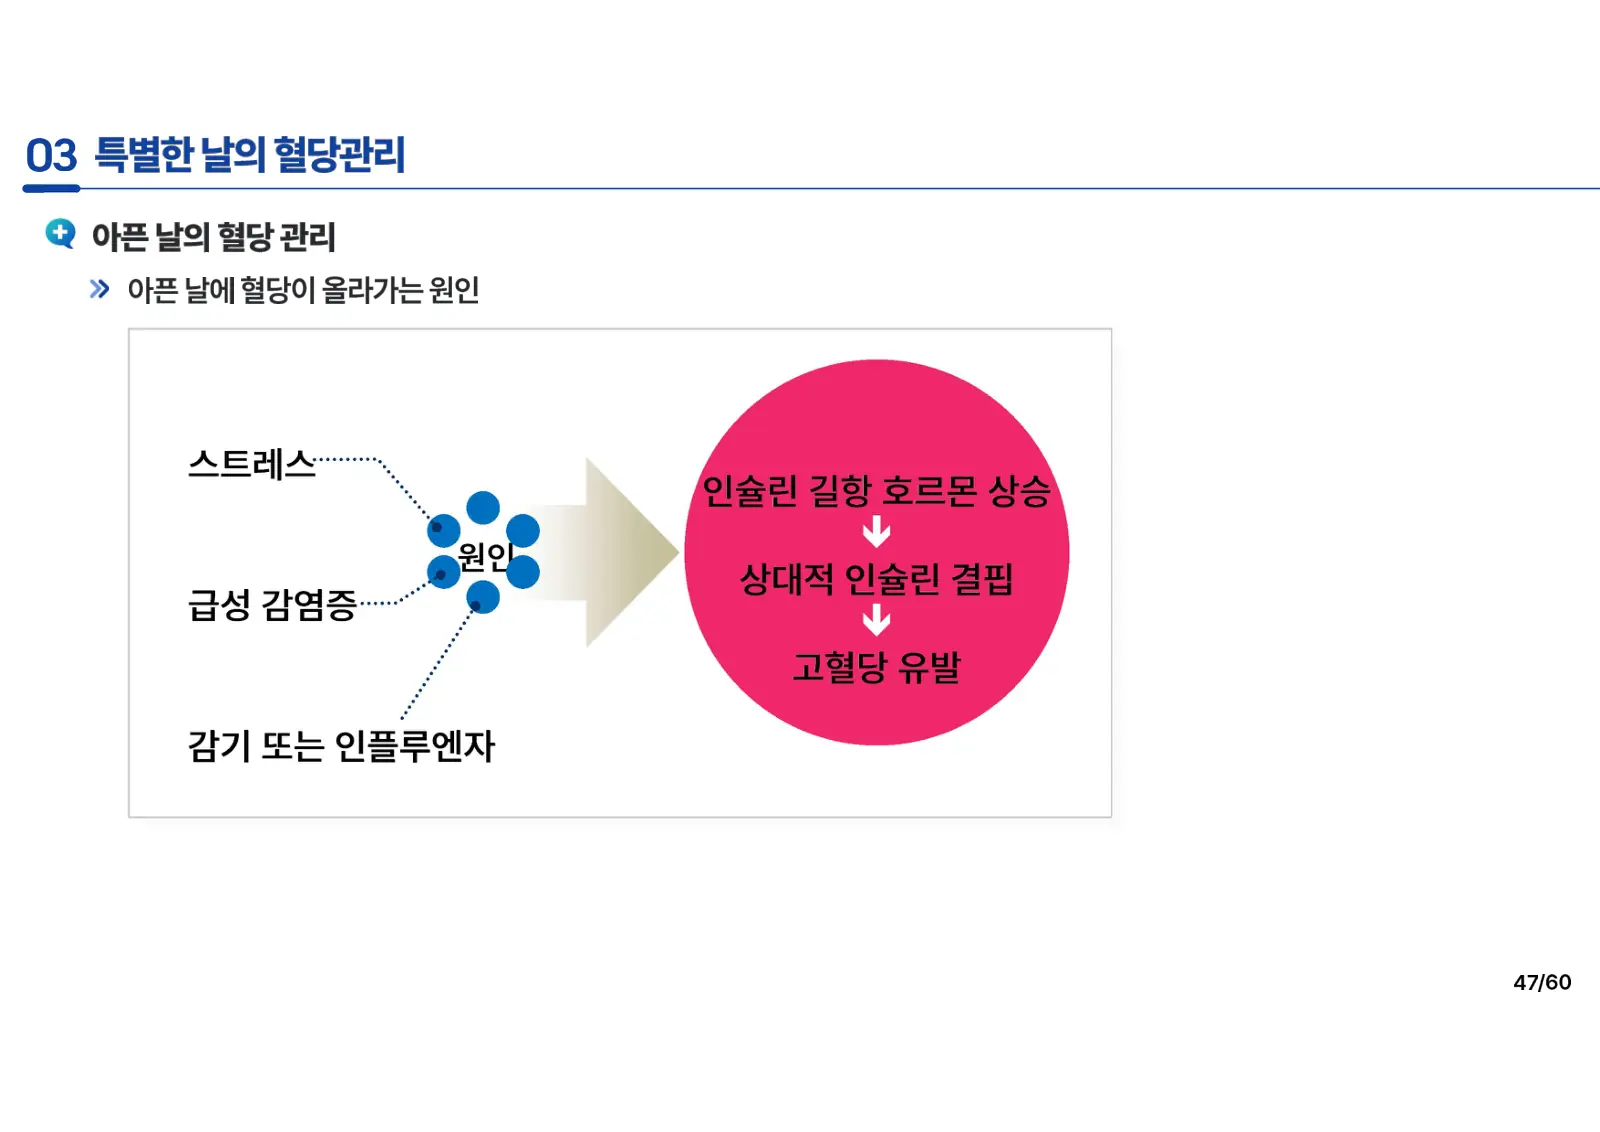 03 특별한 날의 혈당관리
아픈 날의 혈당 관리
아픈 날에 혈당이 올라가는 원인
스트레스
급성 감염증
감기 또는 인플루엔자
원인
인슐린 길항 호르몬 상승
상대적 인슐린 결핍
고혈당 유발
47/60